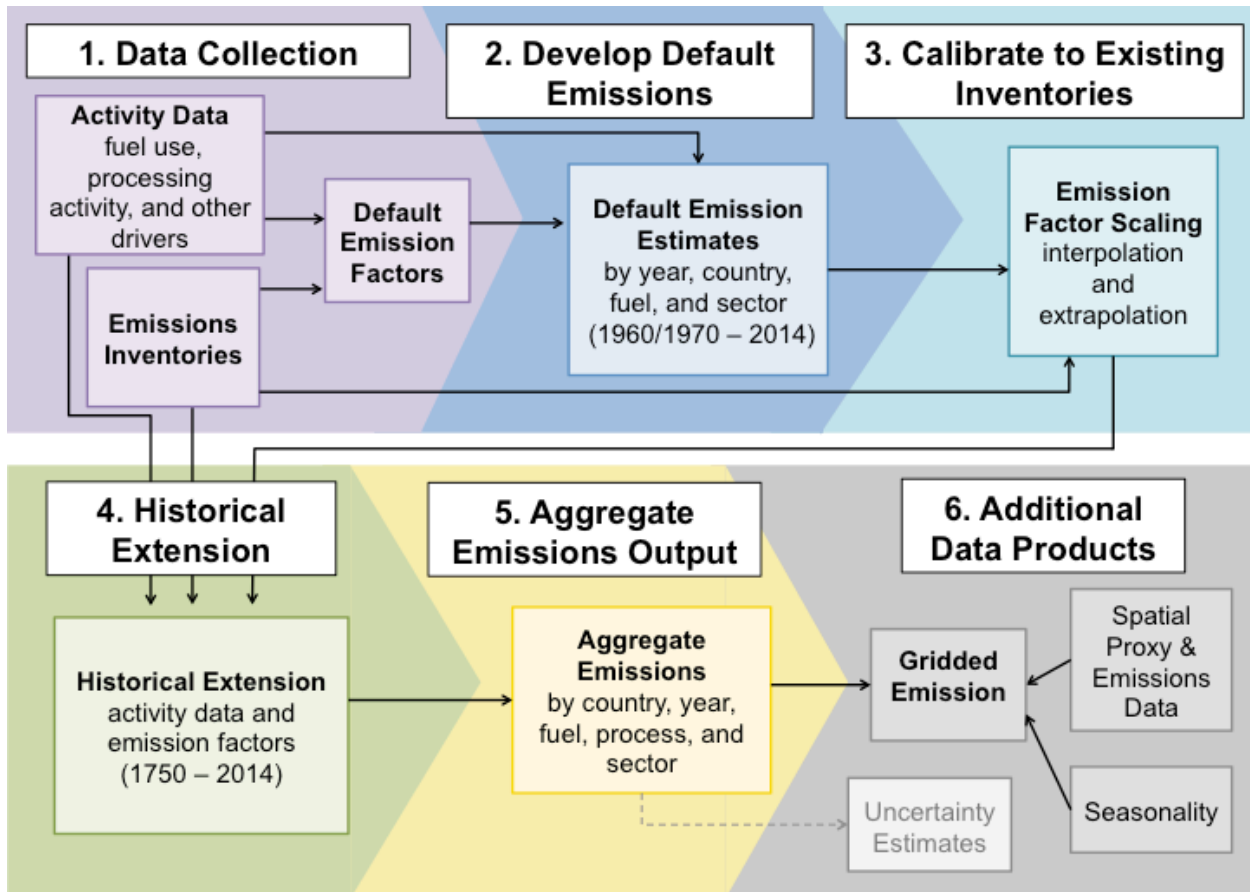 1. Data Collection
Activity Data
fuel use,
processing
activity, and other
drivers
Emissions
Inventories
Default
Emission
Factors
2. Develop Default
Emissions
Default Emission
Estimates
by year, country,
fuel, and sector
(1960/1970 – 2014)
3. Calibrate to Existing
Inventories
Emission
Factor Scaling
interpolation
and
extrapolation
4. Historical
Extension
Historical Extension
activity data and
emission factors
(1750 – 2014)
5. Aggregate
Emissions Output
Aggregate
Emissions
by country, year,
fuel, process, and
sector
6. Additional
Data Products
Gridded
Emission
Spatial
Proxy &
Emissions
Data
Seasonality
Uncertainty
Estimates